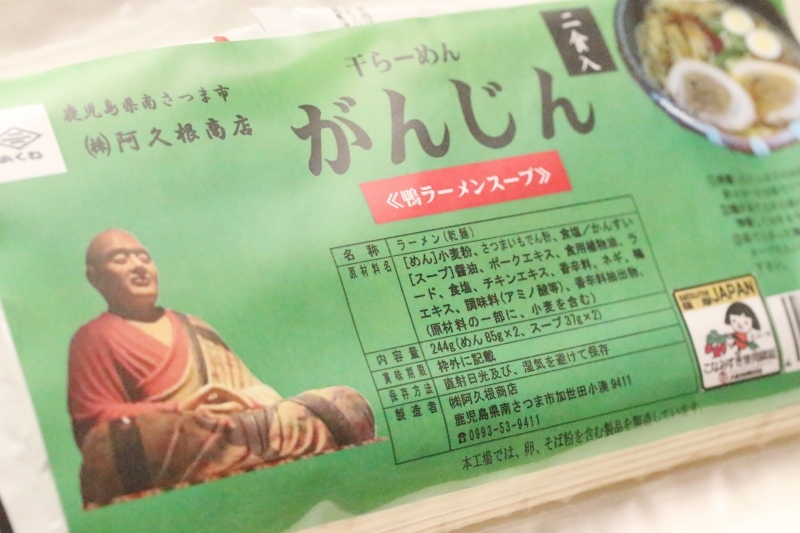 二食入
干らーめん
がんじん
《鴨ラーメンスープ》
鹿児島県南さつま市
㈱阿久根商店
あくね
名称 ラーメン(乾麺)
原材料名 [めん]小麦粉、さつまいもでん粉、食塩/かんすい
[スープ]醤油、ポークエキス、食用植物油、ラ
ード、食塩、チキンエキス、香辛料、ネギ、鴨
エキス、調味料(アミノ酸等)、香辛料抽出物、
(原材料の一部に、小麦を含む)
内容量 244g(めん 85g×2、スープ 37g×2)
賞味期限 枠外に記載
保存方法 直射日光及び、湿気を避けて保存
製造者 ㈱阿久根商店
鹿児島県南さつま市加世田小湊 9411
☎0993-53-9411
本工場では、卵、そば粉を含む製品を製造しています。
JAPAN